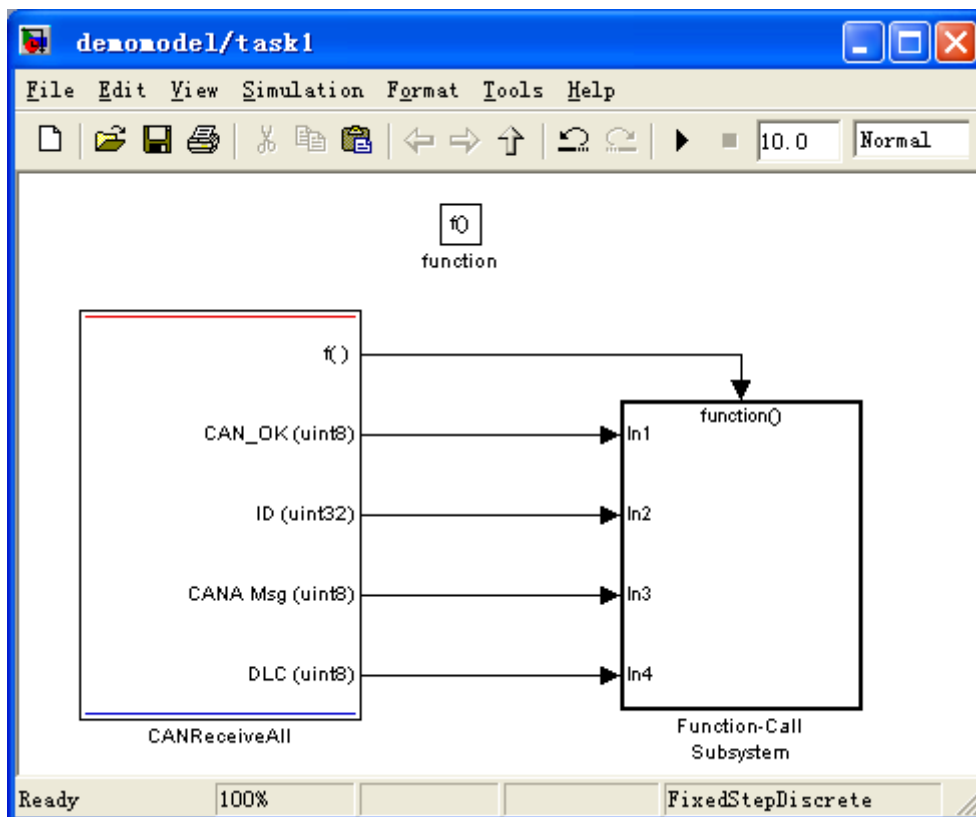 demomodel/task1
File Edit View Simulation Format Tools Help
10.0 Normal
f()
function
f()
function()
CAN_OK (uint8) In1
ID (uint32) In2
CANA Msg (uint8) In3
DLC (uint8) In4
CANReceiveAll
Function-Call
Subsystem
Ready 100% FixedStepDiscrete